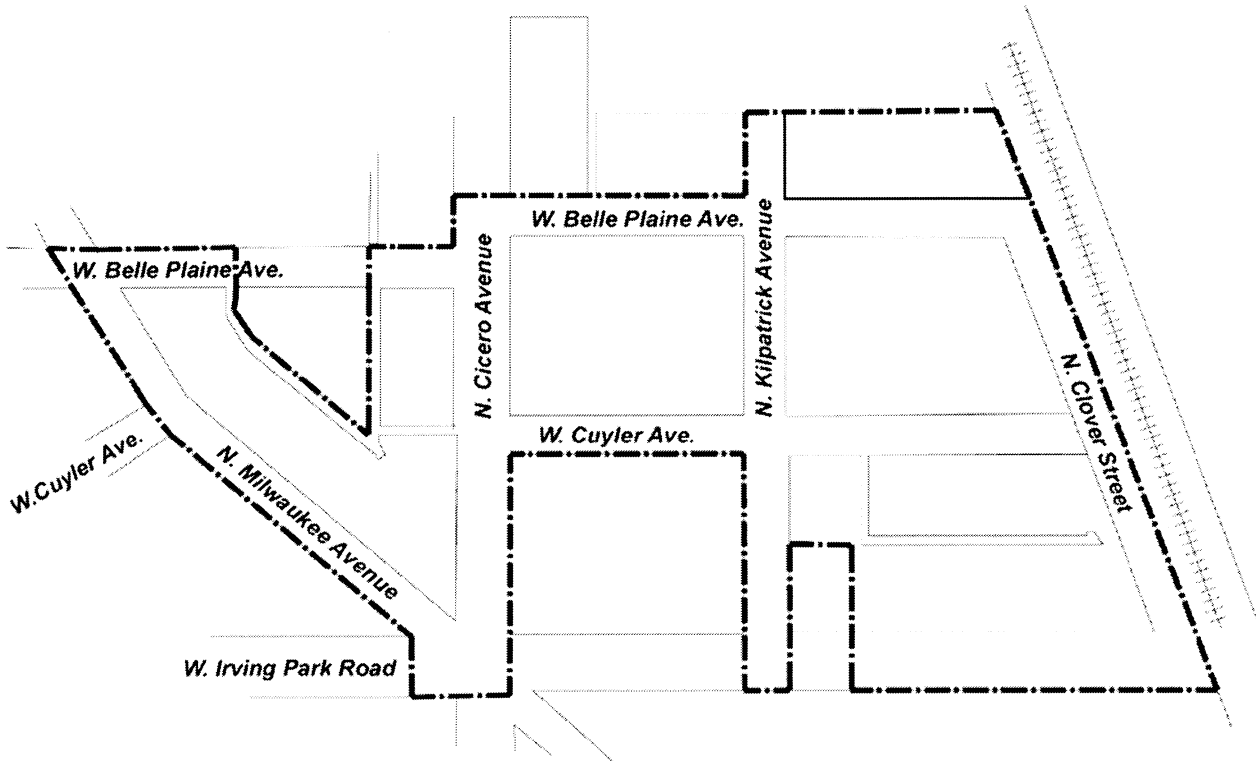 W. Belle Plaine Ave.
W. Belle Plaine Ave.
N. Cicero Avenue
N. Kilpatrick Avenue
N. Clover Street
W. Cuyler Ave.
W.Cuyler Ave.
N. Milwaukee Avenue
W. Irving Park Road